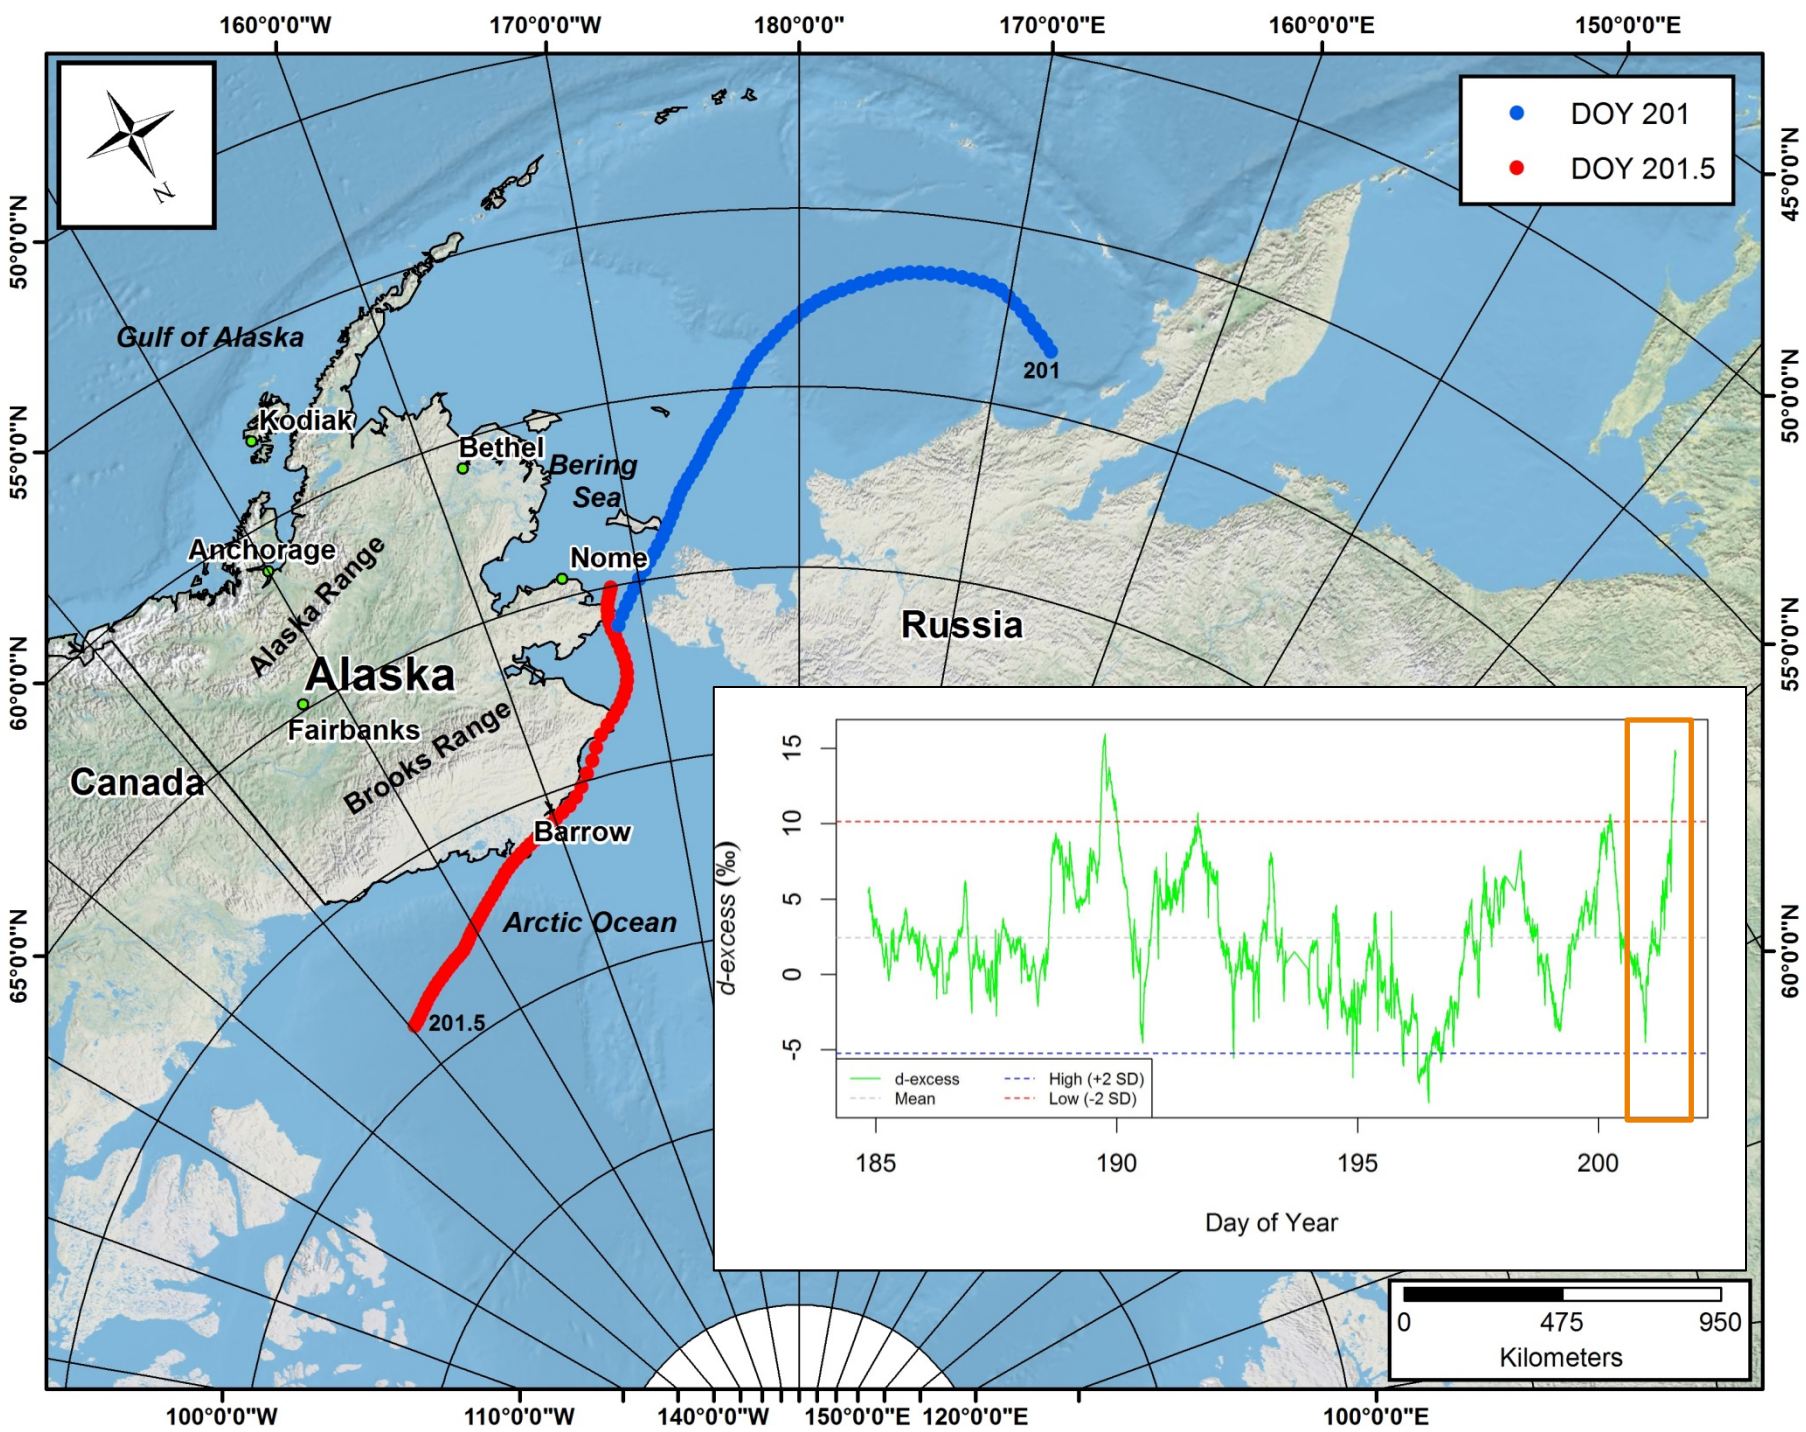 160°0'0"W
170°0'0"W
180°0'0"
170°0'0"E
160°0'0"E
150°0'0"E
N
DOY 201
DOY 201.5
45°0'0"N
50°0'0"N
50°0'0"N
55°0'0"N
55°0'0"N
60°0'0"N
60°0'0"N
65°0'0"N
Gulf of Alaska
201
Kodiak
Bethel
Bering
Sea
Anchorage
Nome
Alaska Range
Russia
Alaska
Fairbanks
Brooks Range
Canada
Barrow
Arctic Ocean
201.5
15
10
5
0
-5
d-excess (‰)
d-excess
Mean
High (+2 SD)
Low (-2 SD)
185
190
195
200
Day of Year
0
475
950
Kilometers
100°0'0"W
110°0'0"W
140°0'0"W
150°0'0"E
120°0'0"E
100°0'0"E